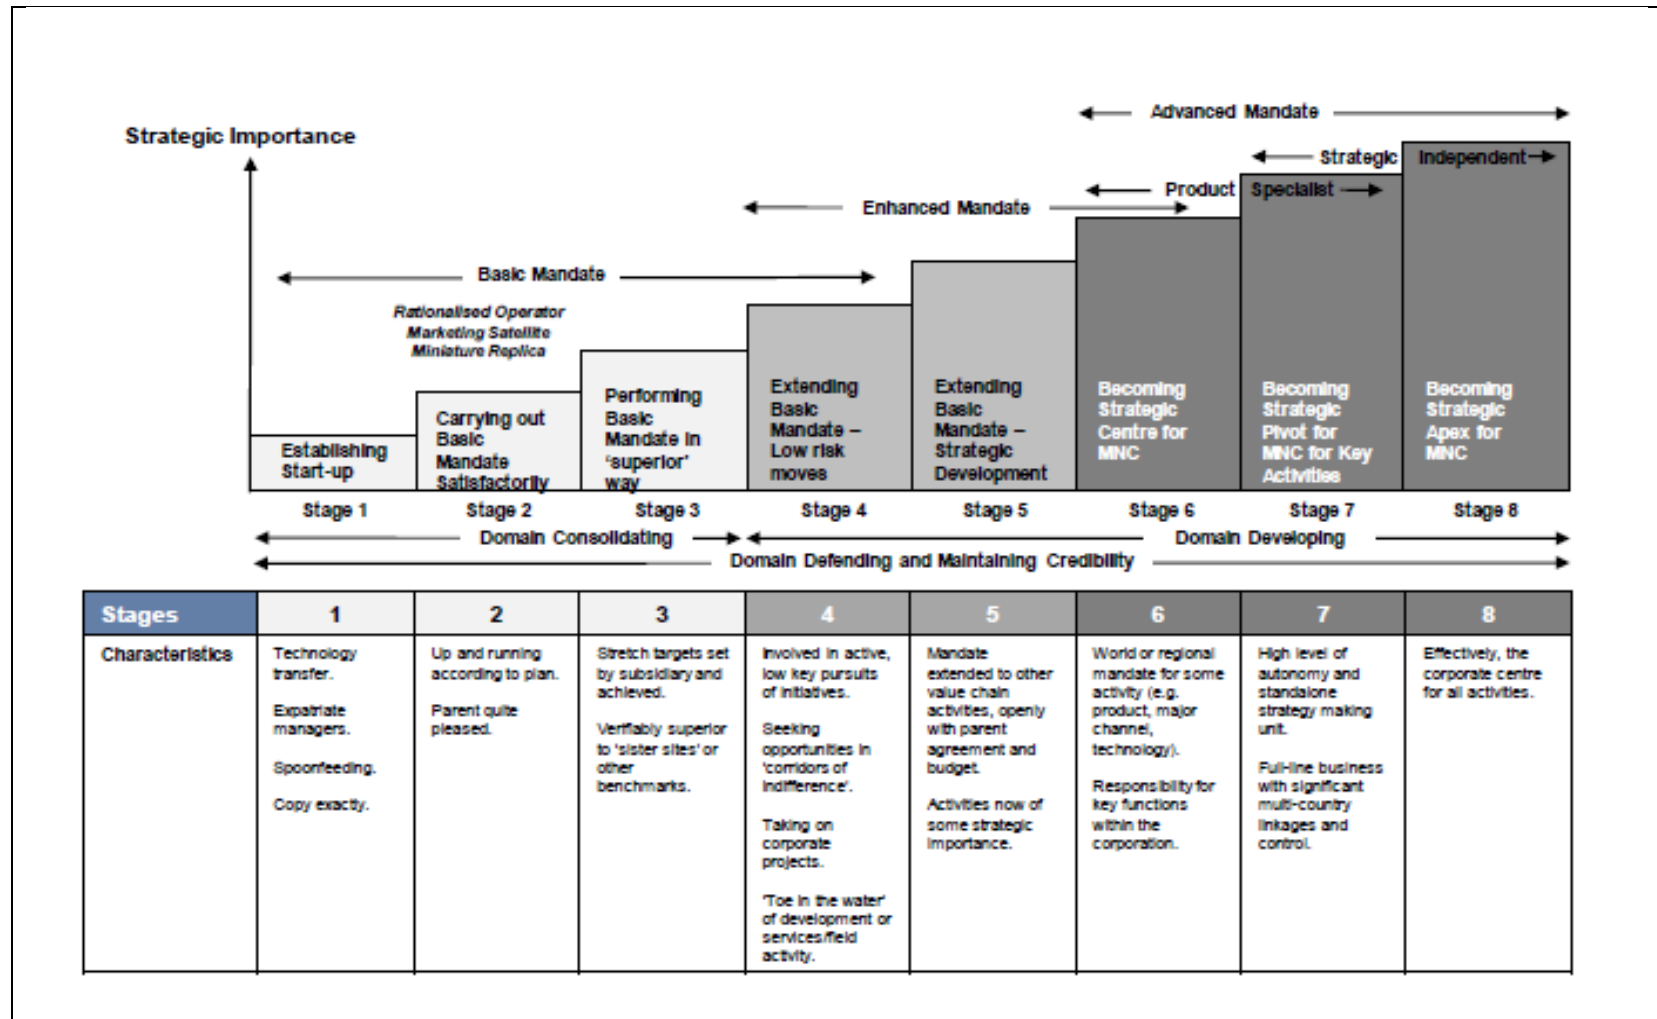 Advanced Mandate
Strategic Importance
Strategic Independent
Product Specialist
Enhanced Mandate
Basic Mandate
Rationalised Operator
Marketing Satellite
Miniature Replica
Establishing
Start-up
Carrying out
Basic
Mandate
Satisfactorily
Performing
Basic
Mandate in
‘superior’
way
Extending
Basic
Mandate –
Low risk
moves
Extending
Basic
Mandate –
Strategic
Development
Becoming
Strategic
Centre for
MNC
Becoming
Strategic
Pivot for
MNC for Key
Activities
Becoming
Strategic
Apex for
MNC
Stage 1
Stage 2
Stage 3
Stage 4
Stage 5
Stage 6
Stage 7
Stage 8
Domain Consolidating
Domain Developing
Domain Defending and Maintaining Credibility
Stages 1 2 3 4 5 6 7 8
Characteristics
Technology
transfer.
Expatriate
managers.
Spoonfeeding.
Copy exactly.
Up and running
according to plan.
Parent quite
pleased.
Stretch targets set
by subsidiary and
achieved.
Verifiably superior
to ‘sister sites’ or
other
benchmarks.
Involved in active,
low key pursuits
of initiatives.
Seeking
opportunities in
‘corridors of
indifference’.
Taking on
corporate
projects.
‘Toe in the water’
of development or
services/field
activity.
Mandate
extended to other
value chain
activities, openly
with parent
agreement and
budget.
Activities now of
some strategic
importance.
World or regional
mandate for some
activity (e.g.
product, major
channel,
technology).
Responsibility for
key functions
within the
corporation.
High level of
autonomy and
standalone
strategy making
unit.
Full-line business
with significant
multi-country
linkages and
control.
Effectively, the
corporate centre
for all activities.